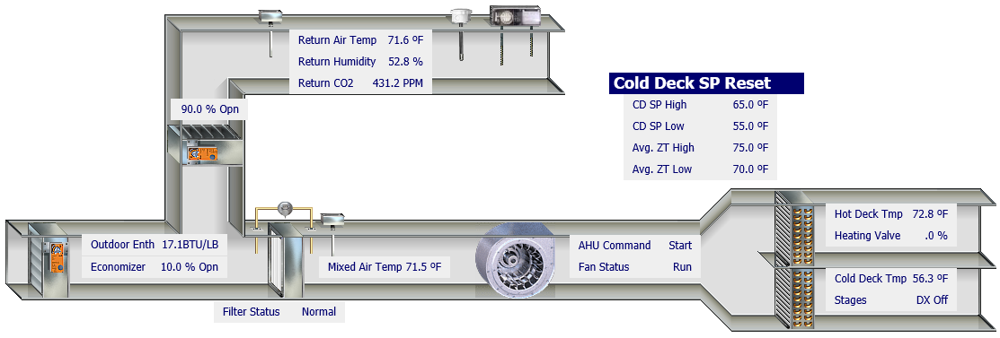 Return Air Temp 71.6 ºF
Return Humidity 52.8 %
Return CO2 431.2 PPM
Cold Deck SP Reset
CD SP High 65.0 ºF
CD SP Low 55.0 ºF
Avg. ZT High 75.0 ºF
Avg. ZT Low 70.0 ºF
90.0 % Opn
Outdoor Enth 17.1BTU/LB
Economizer 10.0 % Opn
Mixed Air Temp 71.5 ºF
Filter Status Normal
AHU Command Start
Fan Status Run
Hot Deck Tmp 72.8 ºF
Heating Valve .0 %
Cold Deck Tmp 56.3 ºF
Stages DX Off